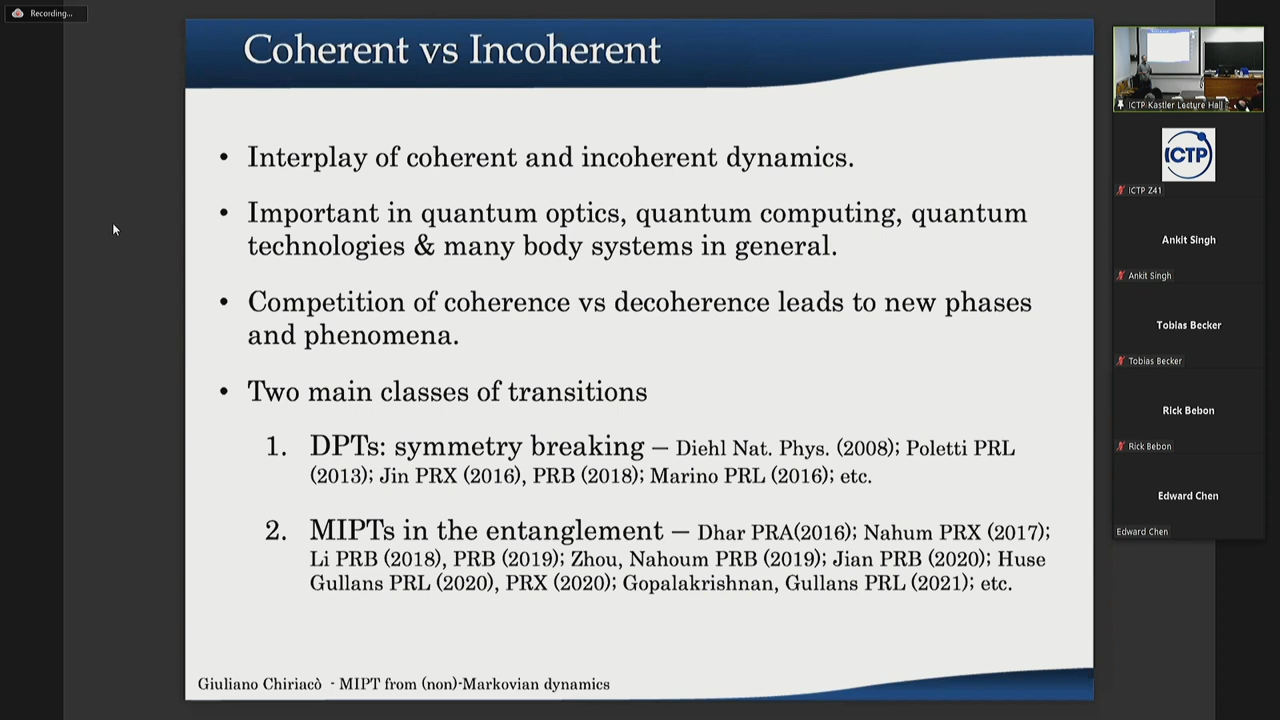 Recording...
Coherent vs Incoherent
• Interplay of coherent and incoherent dynamics.
• Important in quantum optics, quantum computing, quantum
technologies & many body systems in general.
• Competition of coherence vs decoherence leads to new phases
and phenomena.
• Two main classes of transitions
1. DPTs: symmetry breaking – Diehl Nat. Phys. (2008); Poletti PRL
(2013); Jin PRX (2016), PRB (2018); Marino PRL (2016); etc.
2. MIPTs in the entanglement – Dhar PRA(2016); Nahum PRX (2017);
Li PRB (2018), PRB (2019); Zhou, Nahoum PRB (2019); Jian PRB (2020); Huse
Gullans PRL (2020), PRX (2020); Gopalakrishnan, Gullans PRL (2021); etc.
Giuliano Chiriacò - MIPT from (non)-Markovian dynamics
ICTP Kastler Lecture Hall
ICTP
ICTP Z41
Ankit Singh
Ankit Singh
Tobias Becker
Tobias Becker
Rick Bebon
Rick Bebon
Edward Chen
Edward Chen